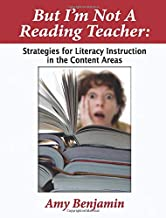 But I'm Not A
Reading Teacher:
Strategies for Literacy Instruction
in the Content Areas
Amy Benjamin